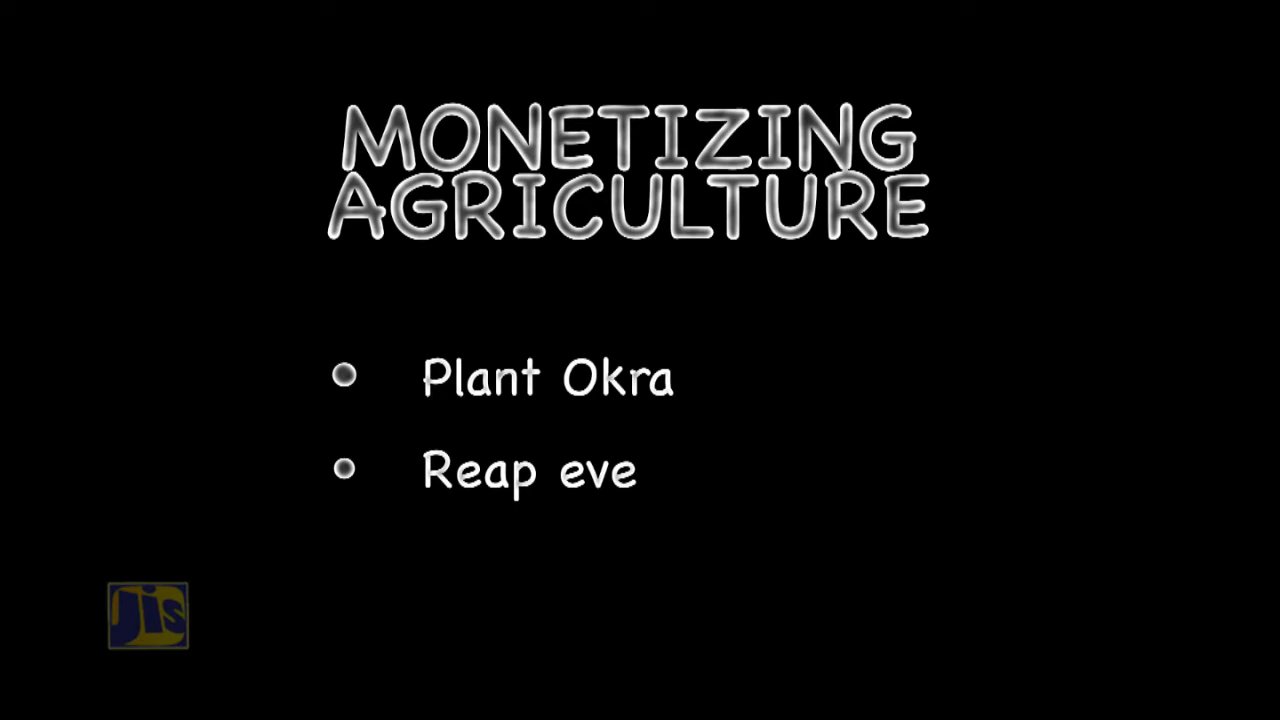 MONETIZING
AGRICULTURE
• Plant Okra
• Reap eve
jis